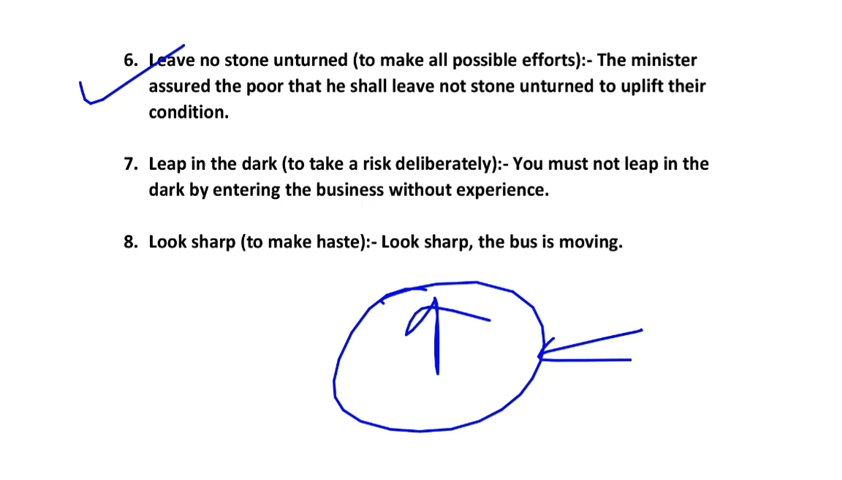 6. Leave no stone unturned (to make all possible efforts):- The minister
assured the poor that he shall leave not stone unturned to uplift their
condition.
7. Leap in the dark (to take a risk deliberately):- You must not leap in the
dark by entering the business without experience.
8. Look sharp (to make haste):- Look sharp, the bus is moving.